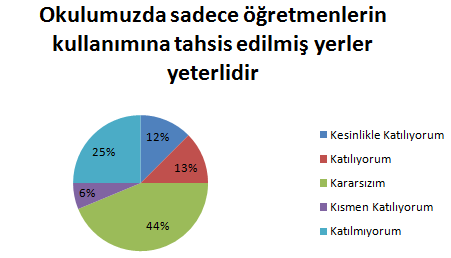 Okulumuzda sadece öğretmenlerin
kullanımına tahsis edilmiş yerler
yeterlidir
12%
13%
44%
6%
25%
Kesinlikle Katılıyorum
Katılıyorum
Kararsızım
Kısmen Katılıyorum
Katılmıyorum